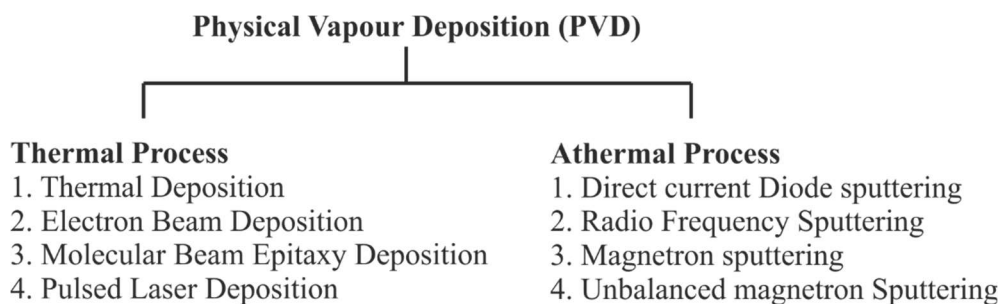 Physical Vapour Deposition (PVD)
Thermal Process
1. Thermal Deposition
2. Electron Beam Deposition
3. Molecular Beam Epitaxy Deposition
4. Pulsed Laser Deposition
Athermal Process
1. Direct current Diode sputtering
2. Radio Frequency Sputtering
3. Magnetron sputtering
4. Unbalanced magnetron Sputtering